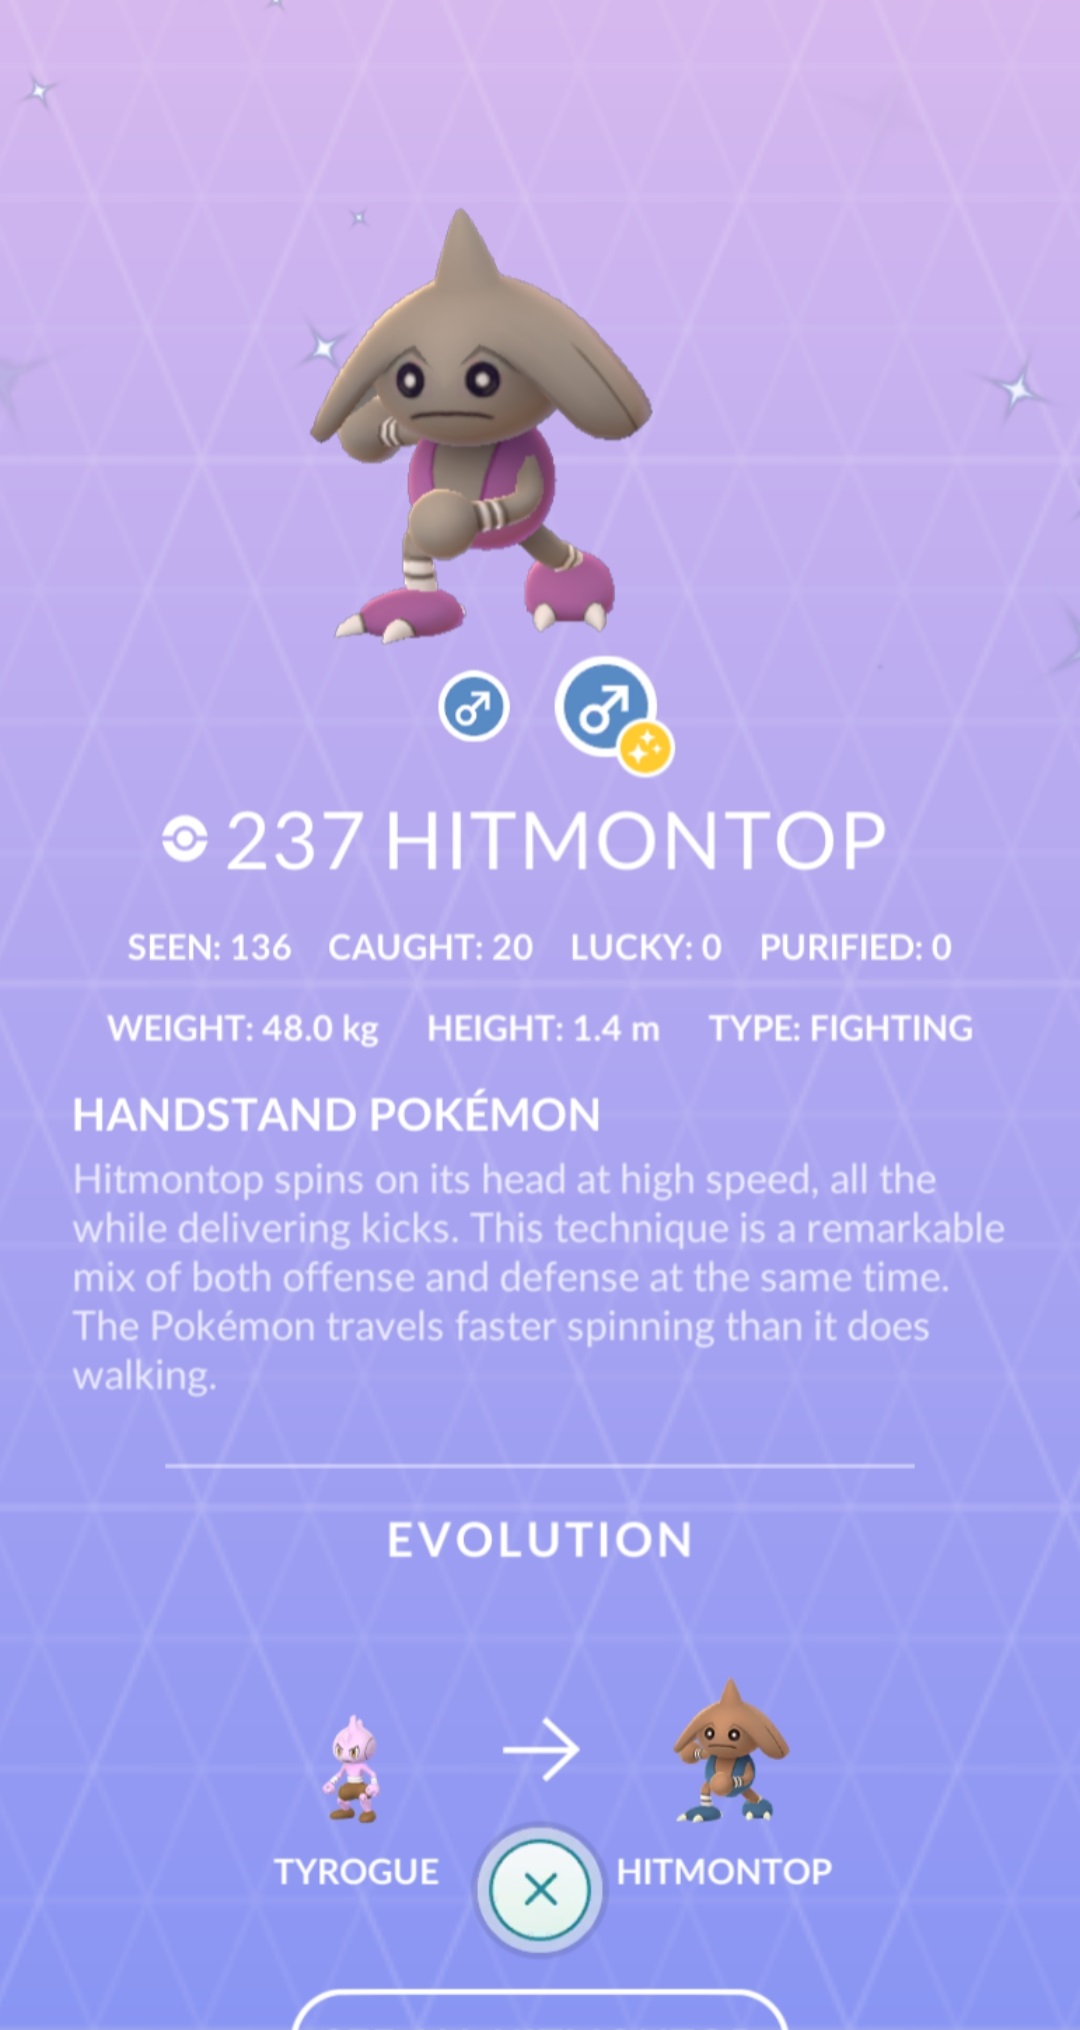 237 HITMONTOP
SEEN: 136 CAUGHT: 20 LUCKY: 0 PURIFIED: 0
WEIGHT: 48.0 kg HEIGHT: 1.4 m TYPE: FIGHTING
HANDSTAND POKÉMON
Hitmontop spins on its head at high speed, all the
while delivering kicks. This technique is a remarkable
mix of both offense and defense at the same time.
The Pokémon travels faster spinning than it does
walking.
EVOLUTION
TYROGUE HITMONTOP